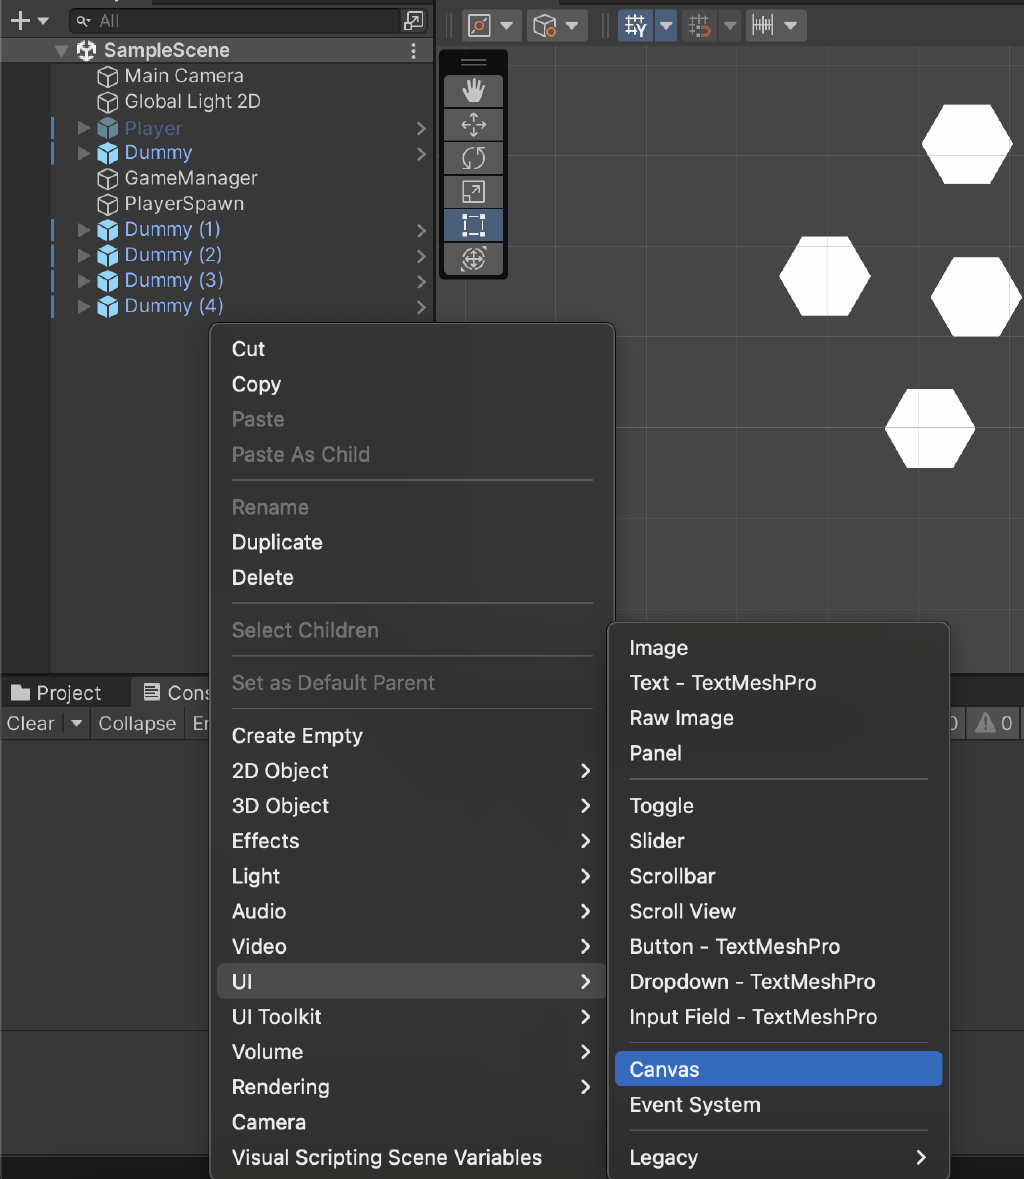 All
SampleScene
Main Camera
Global Light 2D
Player
Dummy
GameManager
PlayerSpawn
Dummy (1)
Dummy (2)
Dummy (3)
Dummy (4)
Cut
Copy
Paste
Paste As Child
Rename
Duplicate
Delete
Select Children
Set as Default Parent
Create Empty
2D Object
3D Object
Effects
Light
Audio
Video
UI
UI Toolkit
Volume
Rendering
Camera
Visual Scripting Scene Variables
Image
Text - TextMeshPro
Raw Image
Panel
Toggle
Slider
Scrollbar
Scroll View
Button - TextMeshPro
Dropdown - TextMeshPro
Input Field - TextMeshPro
Canvas
Event System
Legacy
Project
Clear
Collapse
0